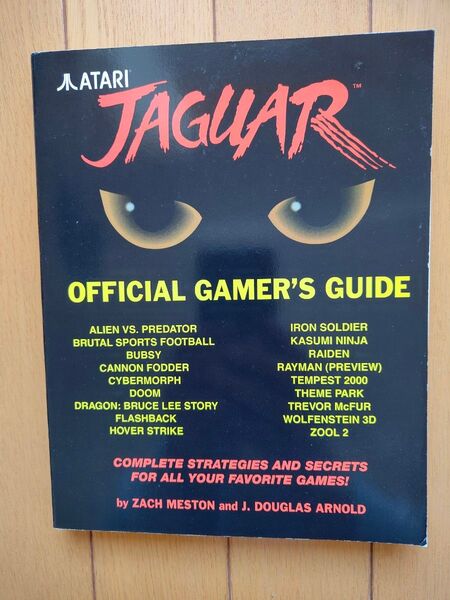 ATARI
JAGUAR™
OFFICIAL GAMER'S GUIDE
ALIEN VS. PREDATOR
BRUTAL SPORTS FOOTBALL
BUBSY
CANNON FODDER
CYBERMORPH
DOOM
DRAGON: BRUCE LEE STORY
FLASHBACK
HOVER STRIKE
IRON SOLDIER
KASUMI NINJA
RAIDEN
RAYMAN (PREVIEW)
TEMPEST 2000
THEME PARK
TREVOR McFUR
WOLFENSTEIN 3D
ZOOL 2
COMPLETE STRATEGIES AND SECRETS
FOR ALL YOUR FAVORITE GAMES!
by ZACH MESTON and J. DOUGLAS ARNOLD